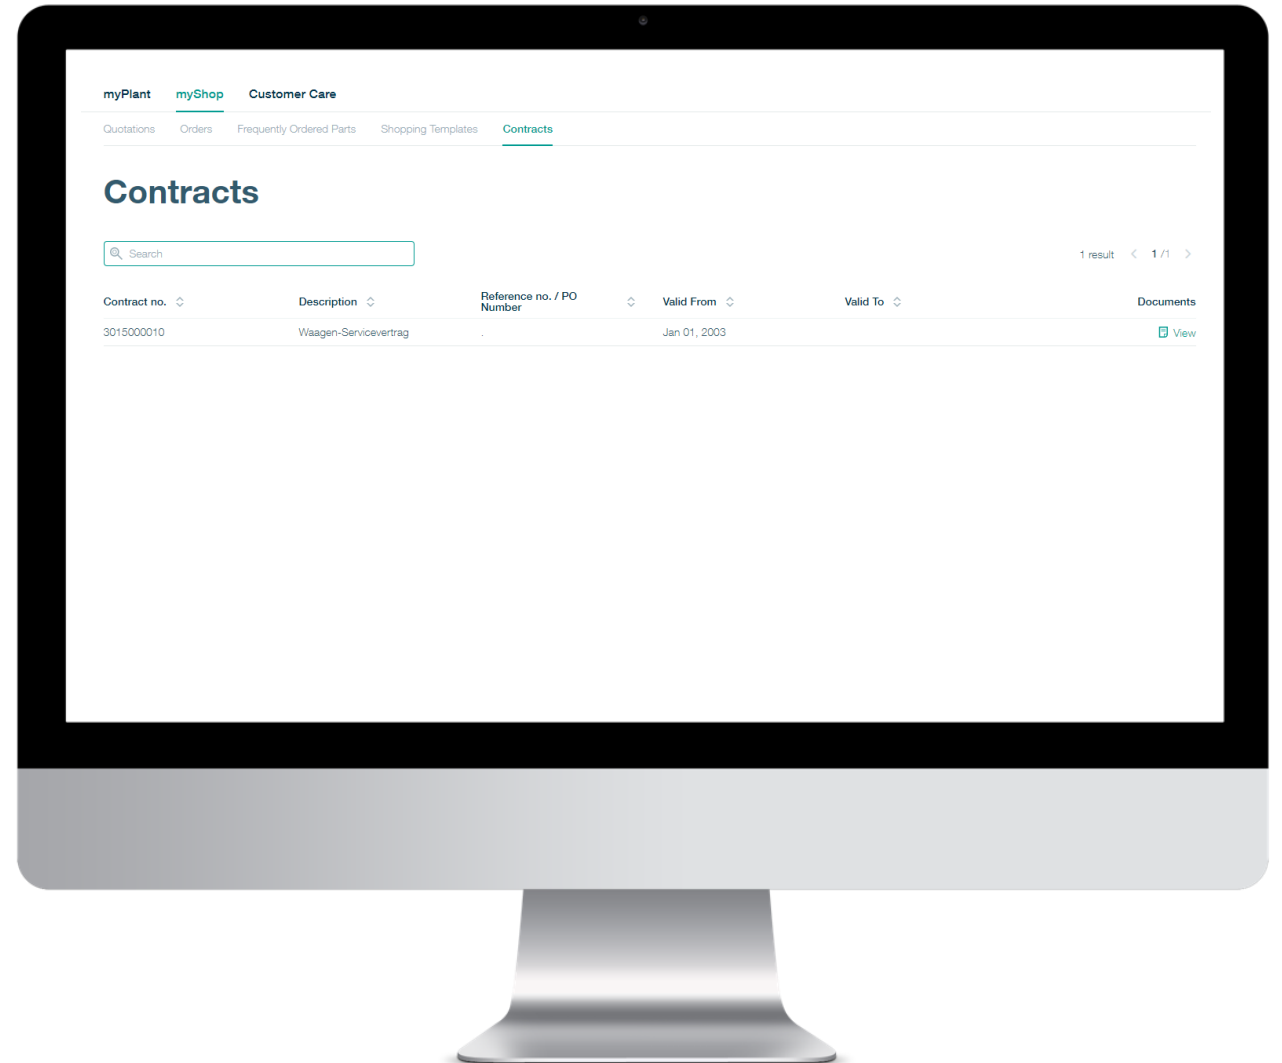 myPlant myShop Customer Care
Quotations Orders Frequently Ordered Parts Shopping Templates Contracts
Contracts
Search
1 result 1 /1
Contract no. Description Reference no. / PO Number Valid From Valid To Documents
3015000010 Waagen-Servicevertrag . Jan 01, 2003 View